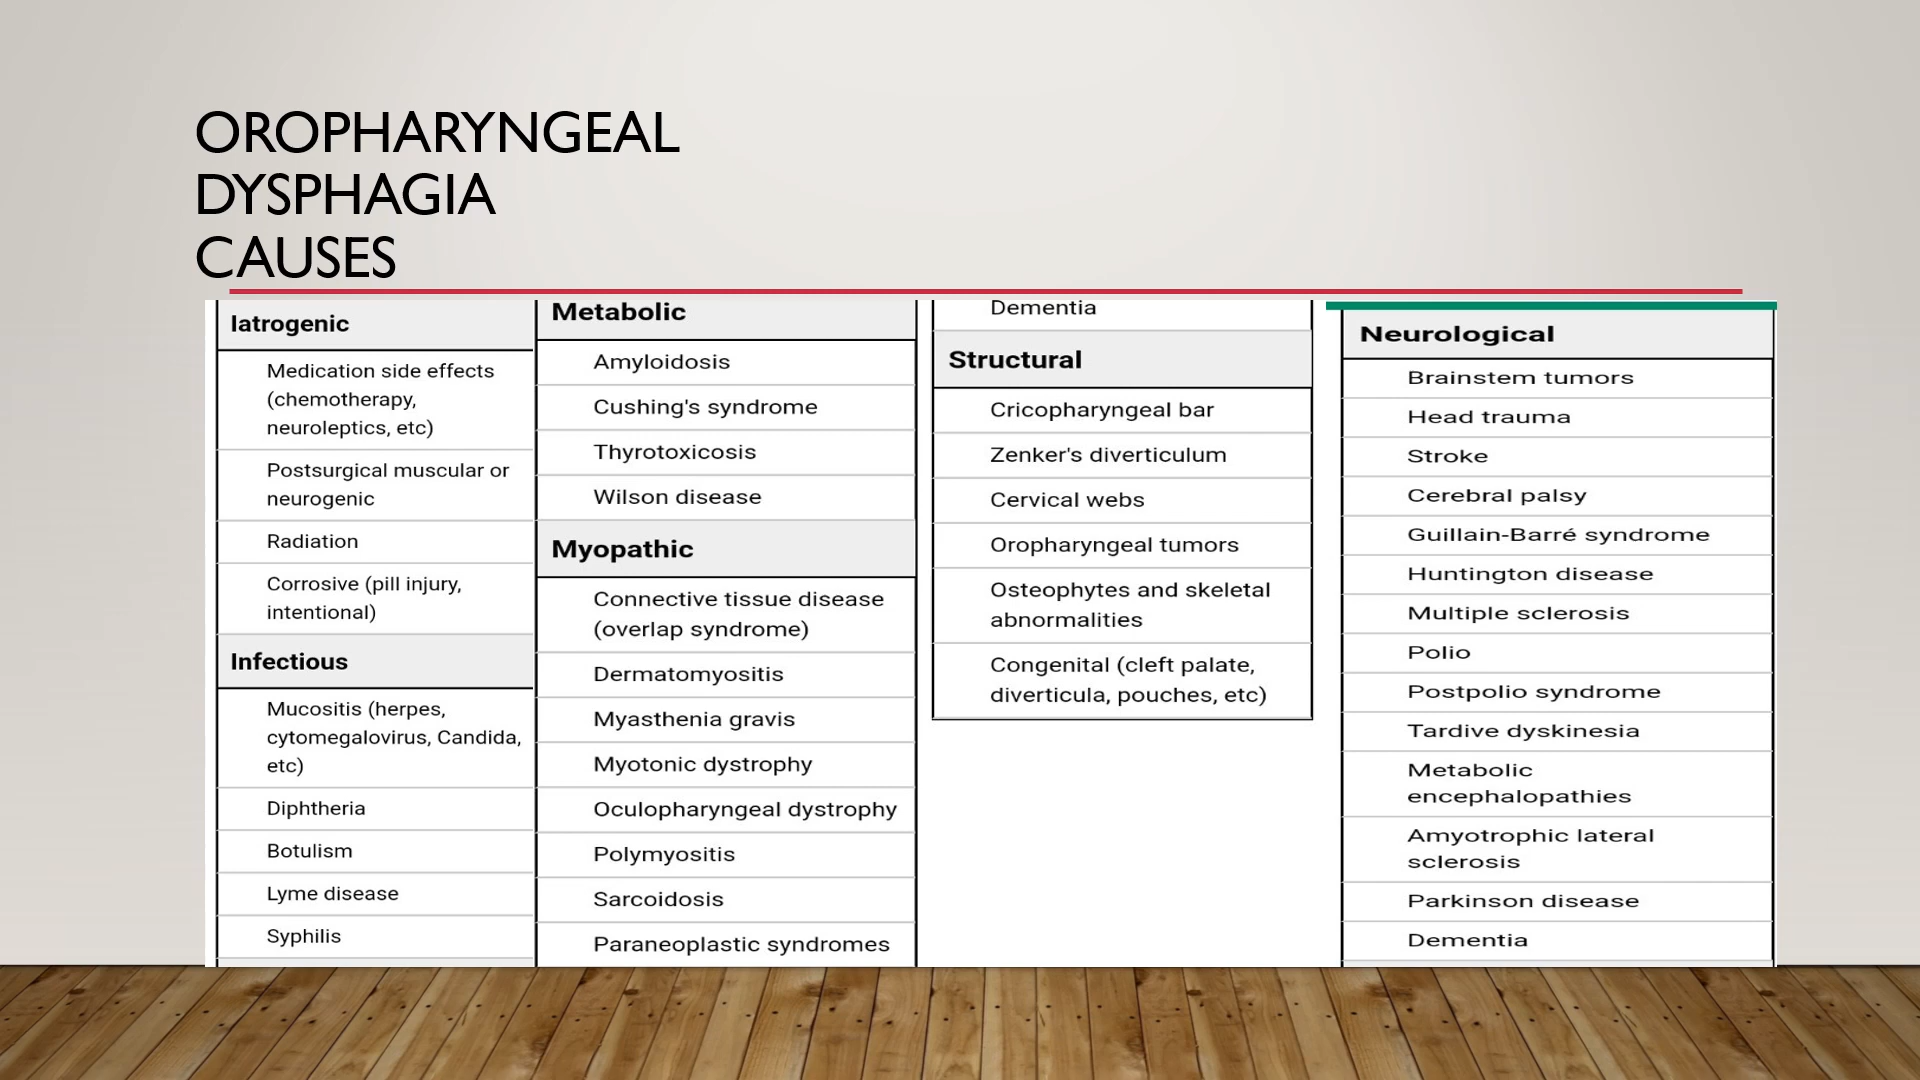 OROPHARYNGEAL
DYSPHAGIA
CAUSES
Iatrogenic
Medication side effects
(chemotherapy,
neuroleptics, etc)
Postsurgical muscular or
neurogenic
Radiation
Corrosive (pill injury,
intentional)
Infectious
Mucositis (herpes,
cytomegalovirus, Candida,
etc)
Diphtheria
Botulism
Lyme disease
Syphilis
Metabolic
Amyloidosis
Cushing's syndrome
Thyrotoxicosis
Wilson disease
Myopathic
Connective tissue disease
(overlap syndrome)
Dermatomyositis
Myasthenia gravis
Myotonic dystrophy
Oculopharyngeal dystrophy
Polymyositis
Sarcoidosis
Paraneoplastic syndromes
Dementia
Structural
Cricopharyngeal bar
Zenker's diverticulum
Cervical webs
Oropharyngeal tumors
Osteophytes and skeletal
abnormalities
Congenital (cleft palate,
diverticula, pouches, etc)
Neurological
Brainstem tumors
Head trauma
Stroke
Cerebral palsy
Guillain-Barré syndrome
Huntington disease
Multiple sclerosis
Polio
Postpolio syndrome
Tardive dyskinesia
Metabolic
encephalopathies
Amyotrophic lateral
sclerosis
Parkinson disease
Dementia